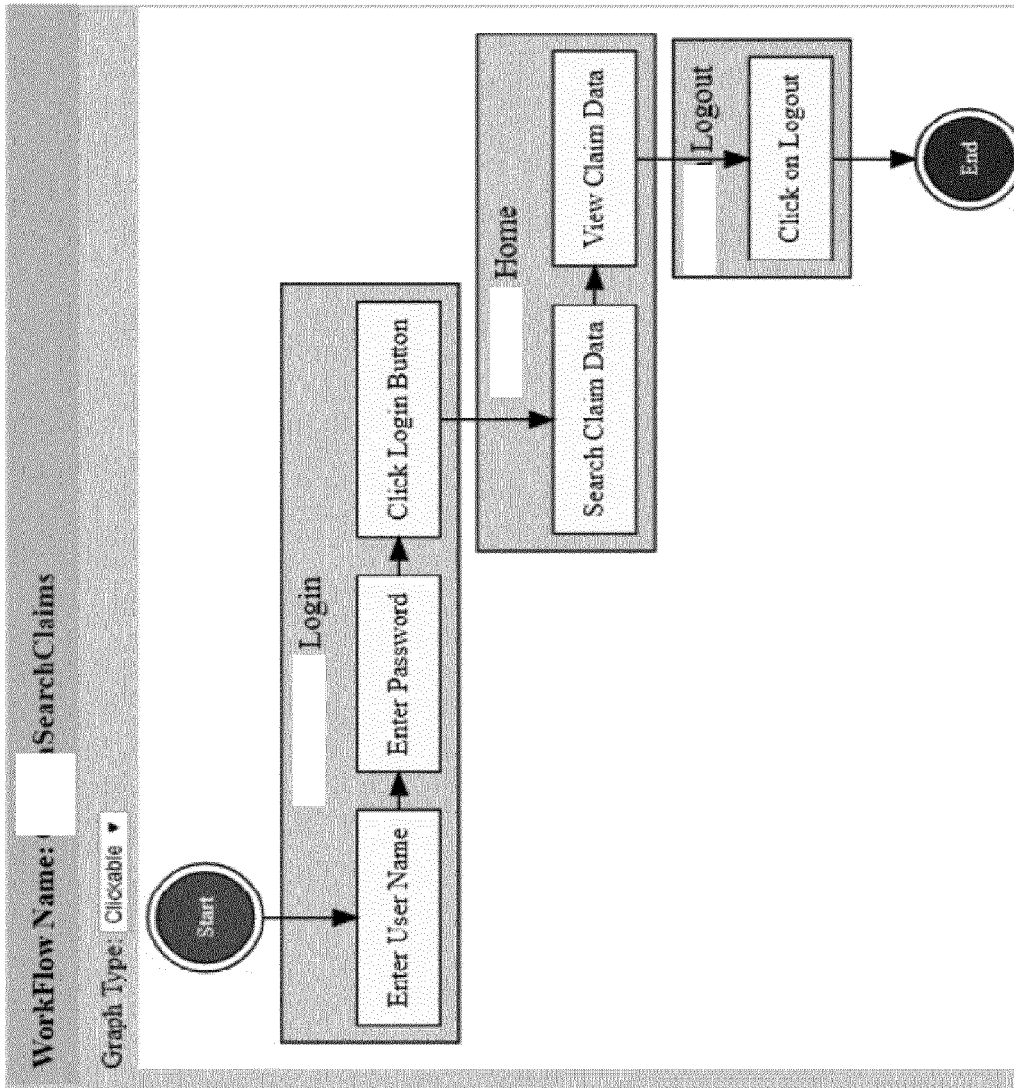 WorkFlow Name: SearchClaims
Graph Type: Clickable ▼
Start
Login
Enter User Name
Enter Password
Click Login Button
Home
Search Claim Data
View Claim Data
Logout
Click on Logout
End